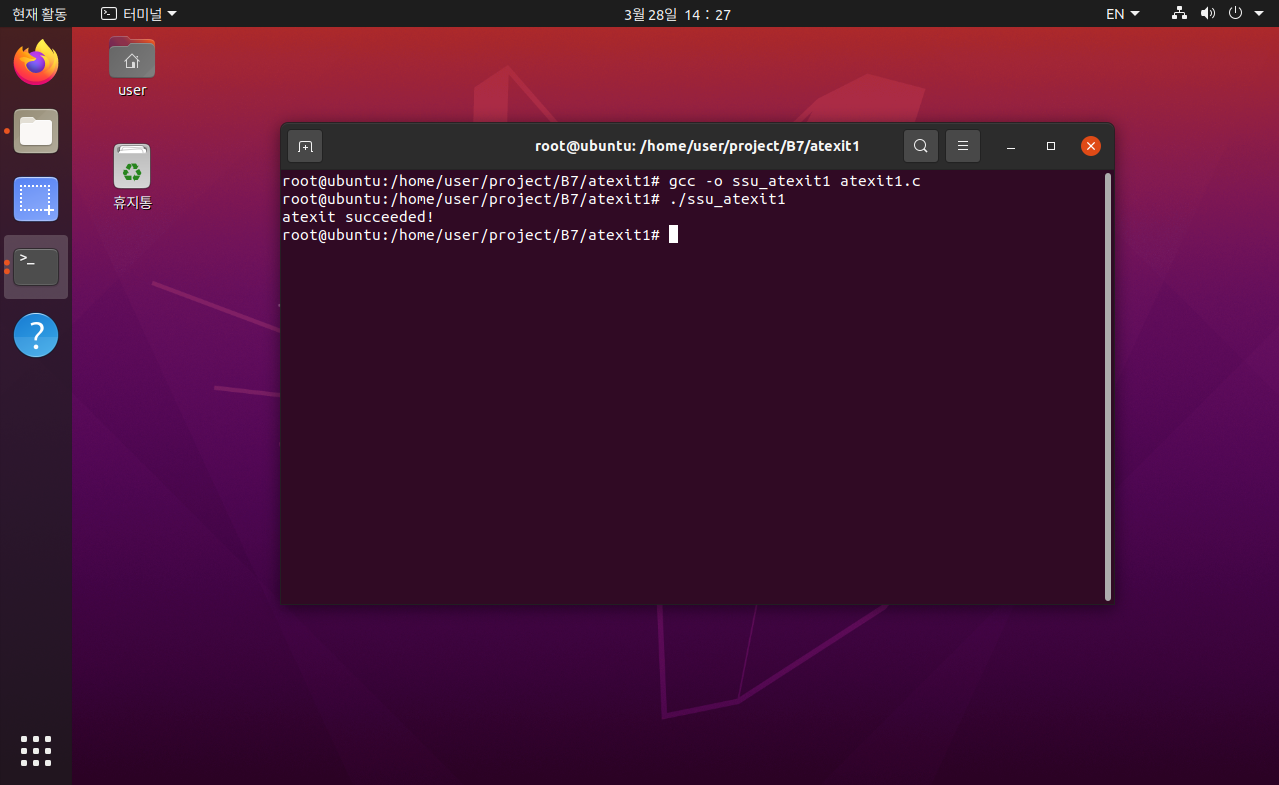 현재 활동
터미널
3월 28일 14 : 27
EN
user
휴지통
root@ubuntu: /home/user/project/B7/atexit1
root@ubuntu:/home/user/project/B7/atexit1# gcc -o ssu_atexit1 atexit1.c
root@ubuntu:/home/user/project/B7/atexit1# ./ssu_atexit1
atexit succeeded!
root@ubuntu:/home/user/project/B7/atexit1#